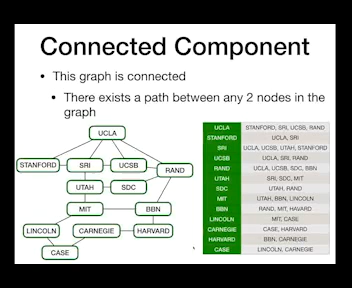 Connected Component
• This graph is connected
• There exists a path between any 2 nodes in the
graph
UCLA
STANFORD
SRI
UCSB
RAND
UTAH
SDC
MIT
BBN
LINCOLN
CARNEGIE
HARVARD
CASE
UCLA STANFORD, SRI, UCSB, RAND
STANFORD UCLA, SRI
SRI UCLA, UCSB, UTAH, STANFORD
UCSB UCLA, SRI, RAND
RAND UCLA, UCSB, SDC, BBN
UTAH SRI, SDC, MIT
SDC UTAH, RAND
MIT UTAH, BBN, LINCOLN
BBN RAND, MIT, HAVARD
LINCOLN MIT, CASE
CARNEGIE CASE, HARVARD
HARVARD BBN, CARNEGIE
CASE LINCOLN, CARNEGIE